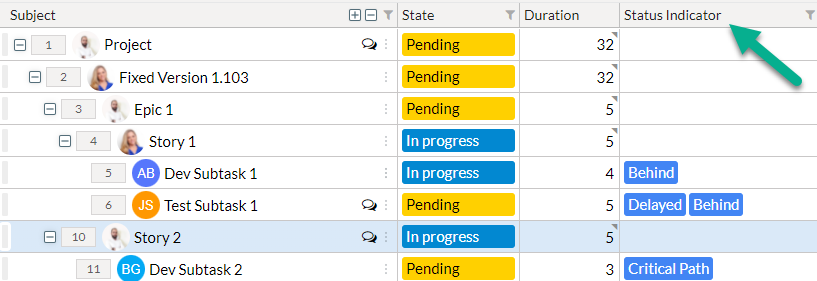 Subject State Duration Status Indicator
1 Project Pending 32
2 Fixed Version 1.103 Pending 32
3 Epic 1 Pending 5
4 Story 1 In progress 5
5 AB Dev Subtask 1 In progress 4 Behind
6 JS Test Subtask 1 Pending 5 Delayed Behind
10 Story 2 In progress 5
11 BG Dev Subtask 2 Pending 3 Critical Path